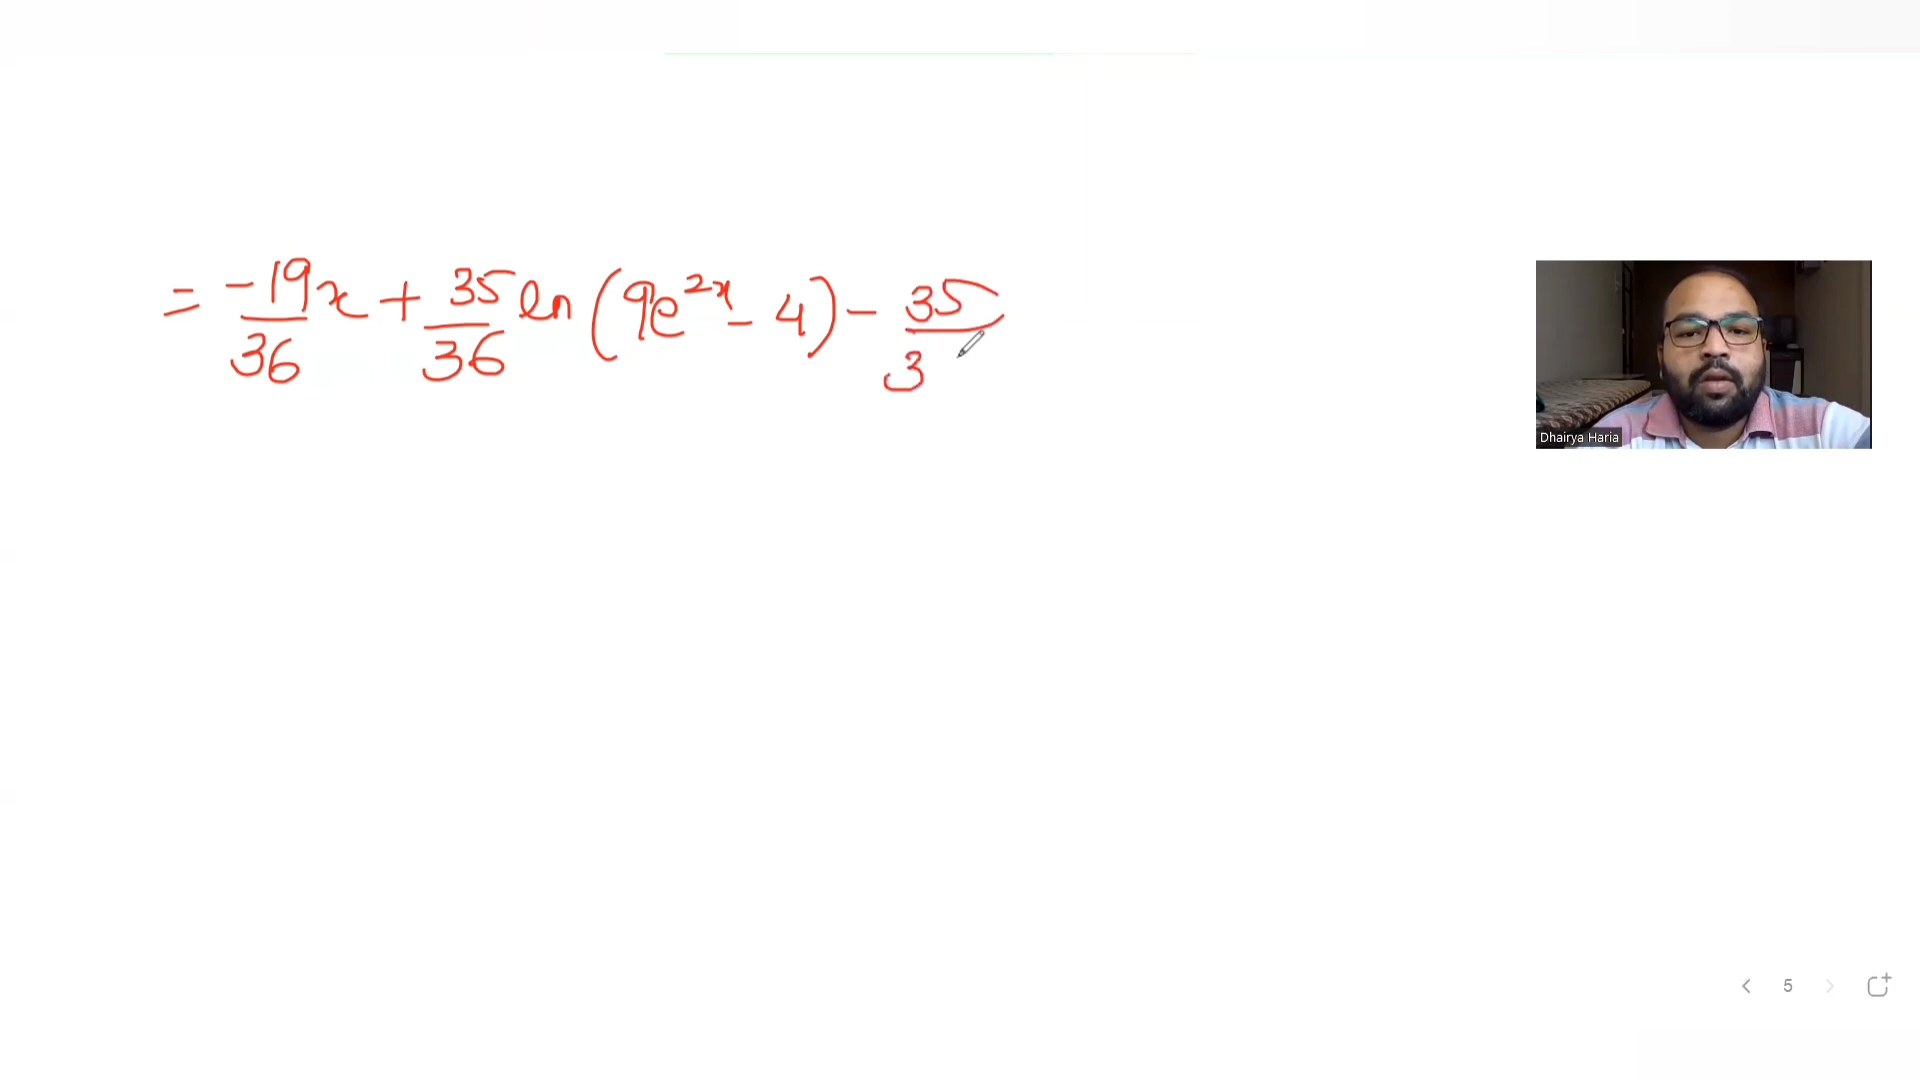 = -19x/36 + 35/36 ln (9e^2x - 4) - 35/3
Dhairya Haria
5